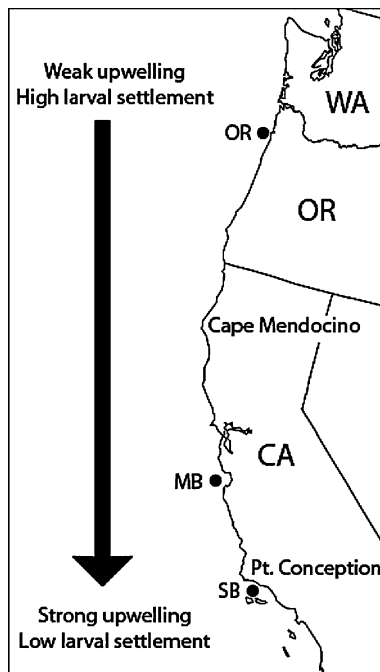 Weak upwelling
High larval settlement
WA
OR
OR
Cape Mendocino
CA
MB
Pt. Conception
SB
Strong upwelling
Low larval settlement